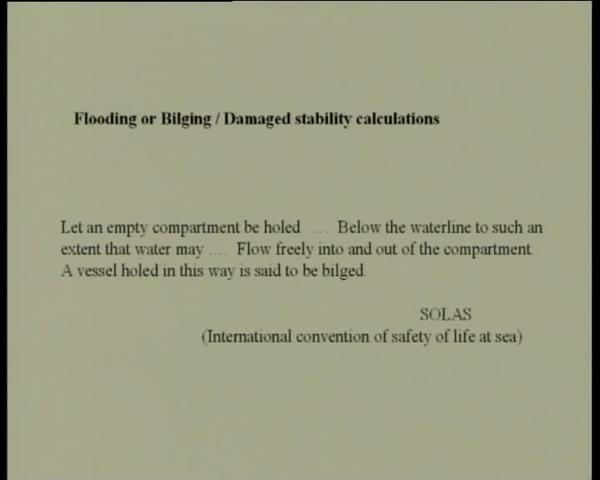 Flooding or Bilging / Damaged stability calculations
Let an empty compartment be holed .... Below the waterline to such an
extent that water may .... Flow freely into and out of the compartment.
A vessel holed in this way is said to be bilged.
SOLAS
(International convention of safety of life at sea)